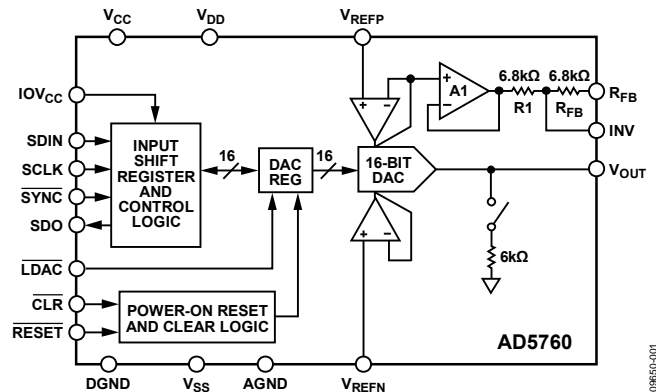 VCC
VDD
VREFP
IOVCC
SDIN
SCLK
SYNC
SDO
LDAC
CLR
RESET
INPUT
SHIFT
REGISTER
AND
CONTROL
LOGIC
16
DAC
REG
16
16-BIT
DAC
A1
6.8kΩ
R1
6.8kΩ
RFB
RFB
INV
VOUT
6kΩ
POWER-ON RESET
AND CLEAR LOGIC
AD5760
DGND
VSS
AGND
VREFN
09650-001